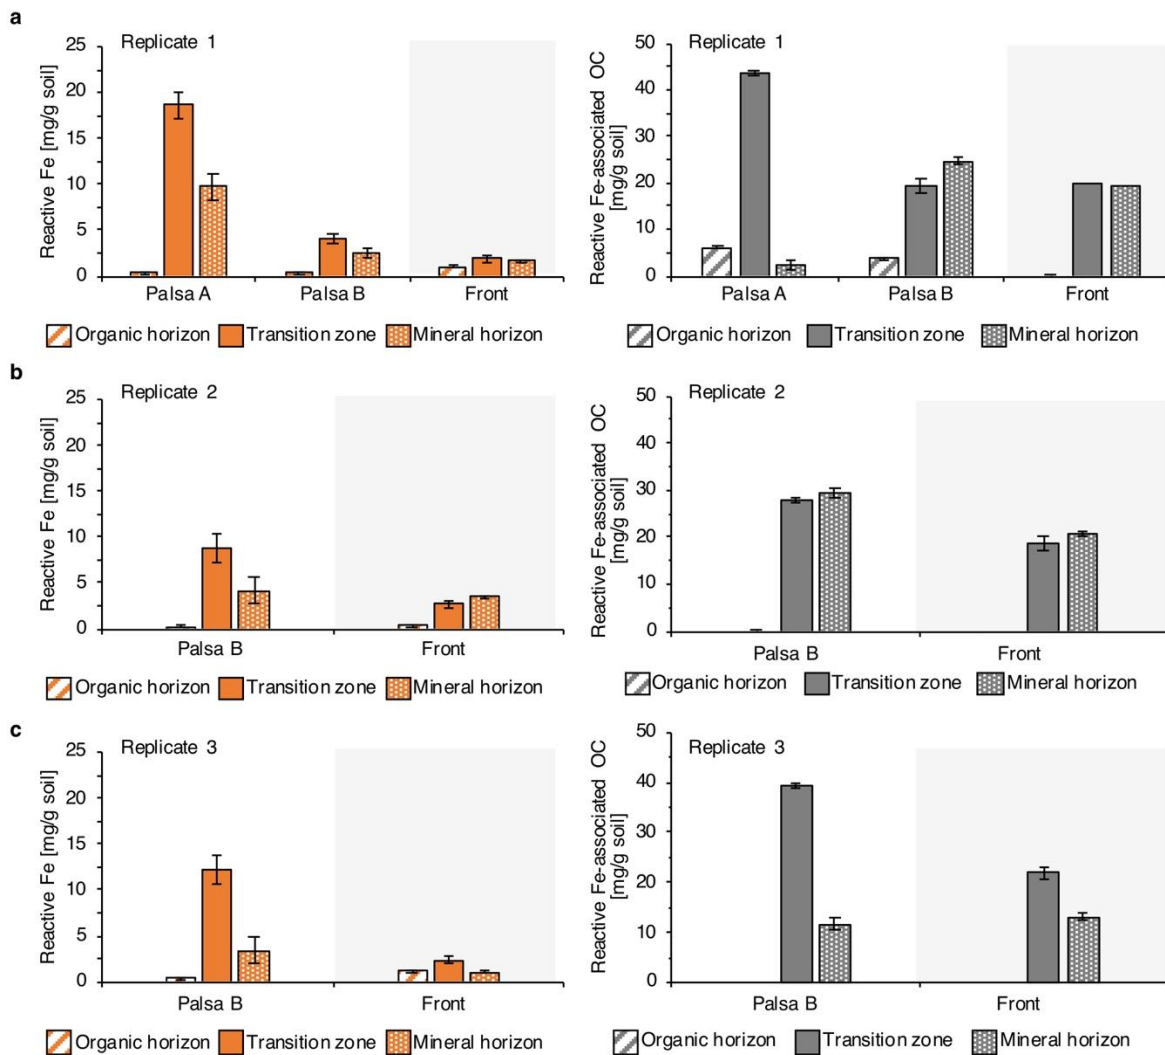 a
Replicate 1
Reactive Fe [mg/g soil]
25
20
15
10
5
0
Palsa A Palsa B Front
Organic horizon Transition zone Mineral horizon
Replicate 1
Reactive Fe-associated OC
[mg/g soil]
50
40
30
20
10
0
Palsa A Palsa B Front
Organic horizon Transition zone Mineral horizon
b
Replicate 2
Reactive Fe [mg/g soil]
25
20
15
10
5
0
Palsa B Front
Organic horizon Transition zone Mineral horizon
Replicate 2
Reactive Fe-associated OC
[mg/g soil]
50
40
30
20
10
0
Palsa B Front
Organic horizon Transition zone Mineral horizon
c
Replicate 3
Reactive Fe [mg/g soil]
25
20
15
10
5
0
Palsa B Front
Organic horizon Transition zone Mineral horizon
Replicate 3
Reactive Fe-associated OC
[mg/g soil]
50
40
30
20
10
0
Palsa B Front
Organic horizon Transition zone Mineral horizon